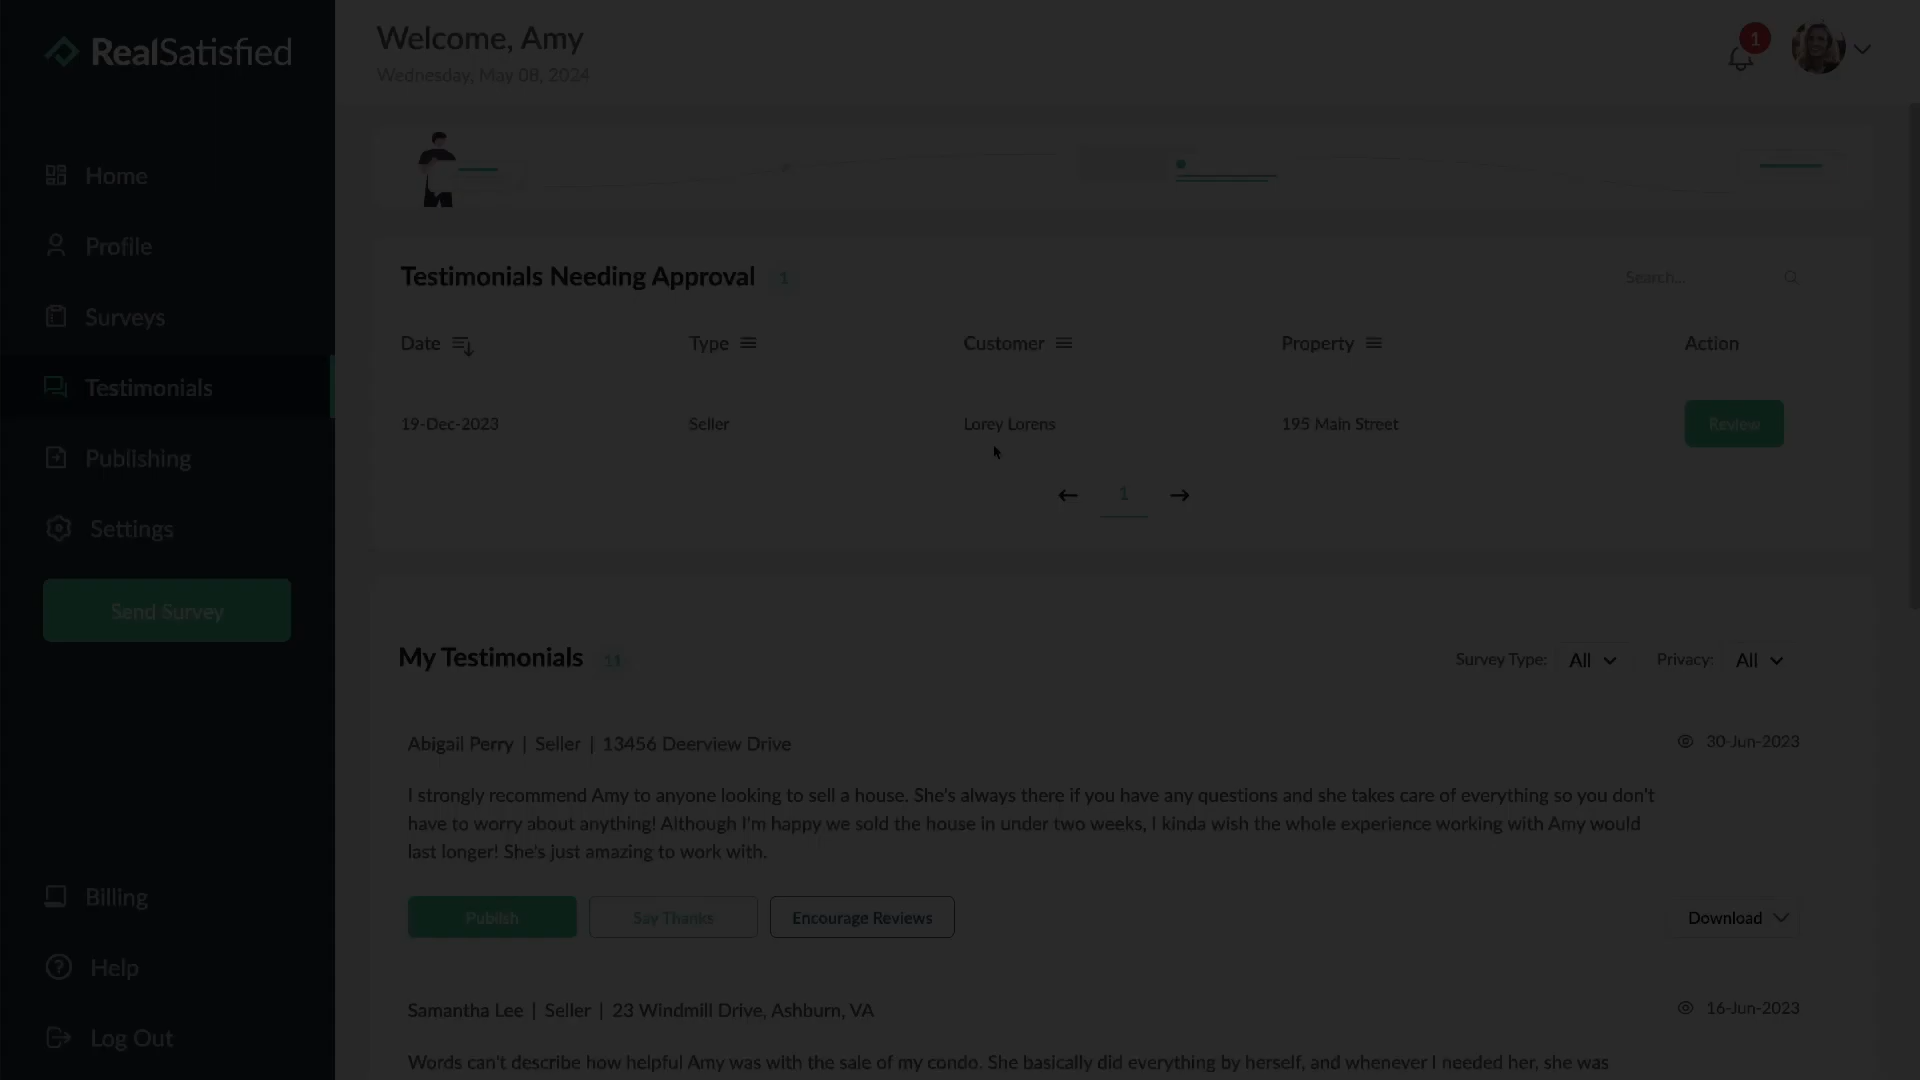 RealSatisfied
Welcome, Amy
Wednesday, May 08, 2024
1
Home
Profile
Surveys
Testimonials
Publishing
Settings
Send Survey
Billing
Help
Log Out
Testimonials Needing Approval 1
Search...
Date Type Customer Property Action
19-Dec-2023 Seller Lorey Lorens 195 Main Street Review
1
My Testimonials 11
Survey Type: All Privacy: All
Abigail Perry | Seller | 13456 Deerview Drive
30-Jun-2023
I strongly recommend Amy to anyone looking to sell a house. She's always there if you have any questions and she takes care of everything so you don't
have to worry about anything! Although I'm happy we sold the house in under two weeks, I kinda wish the whole experience working with Amy would
last longer! She's just amazing to work with.
Publish Say Thanks Encourage Reviews Download
Samantha Lee | Seller | 23 Windmill Drive, Ashburn, VA
16-Jun-2023
Words can't describe how helpful Amy was with the sale of my condo. She basically did everything by herself, and whenever I needed her, she was